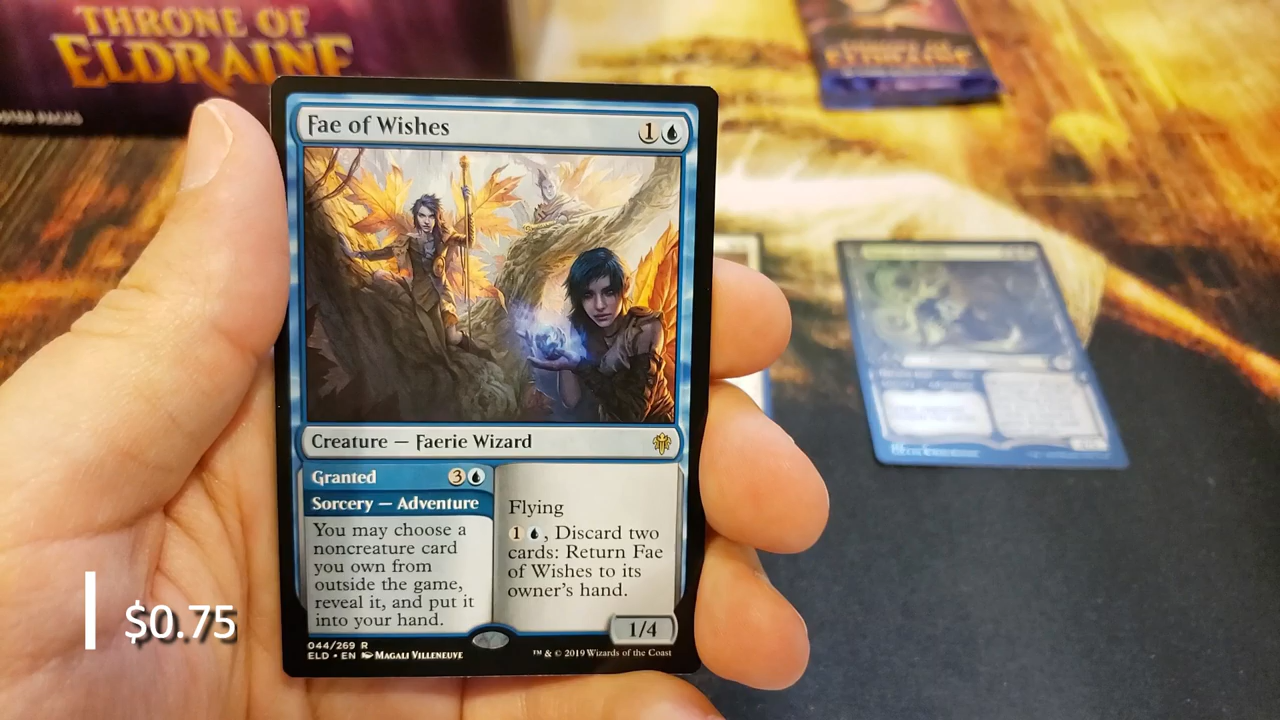 THRONE OF
ELDRAINE
Fae of Wishes 1
Creature — Faerie Wizard
Granted 3
Sorcery — Adventure
You may choose a
noncreature card
you own from
outside the game,
reveal it, and put it
into your hand.
Flying
1 , Discard two
cards: Return Fae
of Wishes to its
owner's hand.
1/4
044/269 R
ELD • EN MAGALI VILLENEUVE
™ & © 2019 Wizards of the Coast
$0.75